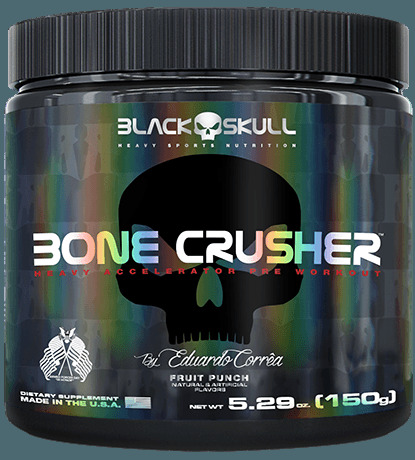 BLACK SKULL
HEAVY SPORTS NUTRITION
BONE CRUSHER™
HEAVY ACCELERATOR PRE WORKOUT
By Eduardo Corrêa
FRUIT PUNCH
NATURAL & ARTIFICIAL
FLAVORS
DIETARY SUPPLEMENT
MADE IN THE U.S.A.
NET WT 5.29 oz. (150g)